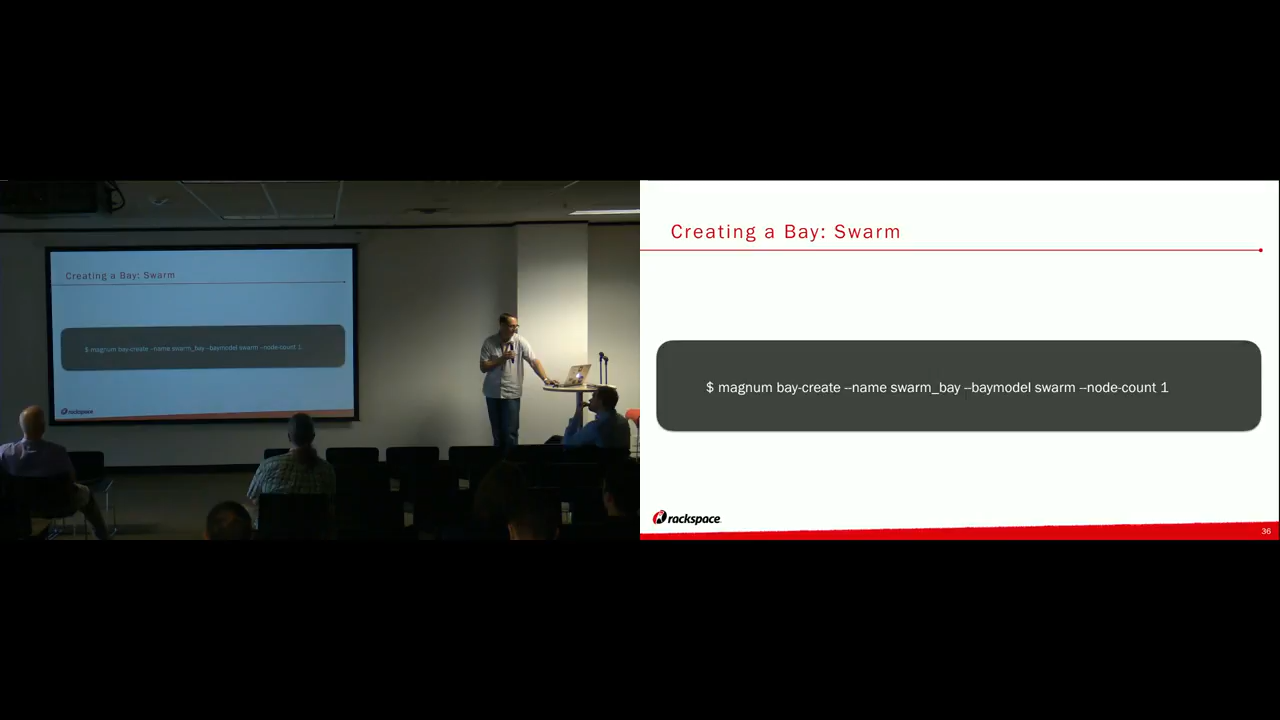 Creating a Bay: Swarm
$ magnum bay-create --name swarm_bay --baymodel swarm --node-count 1
rackspace
Creating a Bay: Swarm
$ magnum bay-create --name swarm_bay --baymodel swarm --node-count 1
rackspace
36